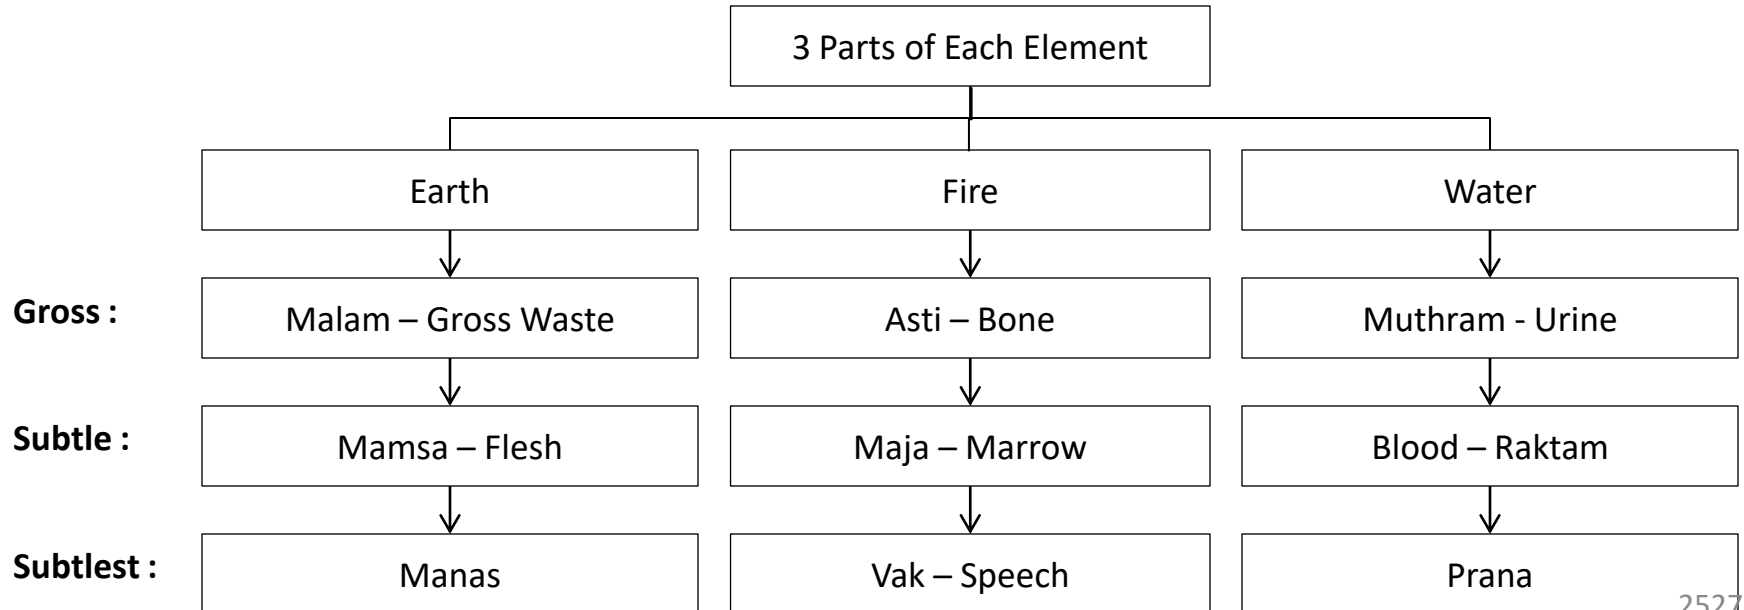 3 Parts of Each Element
Earth
Fire
Water
Gross :
Malam – Gross Waste
Asti – Bone
Muthram - Urine
Subtle :
Mamsa – Flesh
Maja – Marrow
Blood – Raktam
Subtlest :
Manas
Vak – Speech
Prana
2527